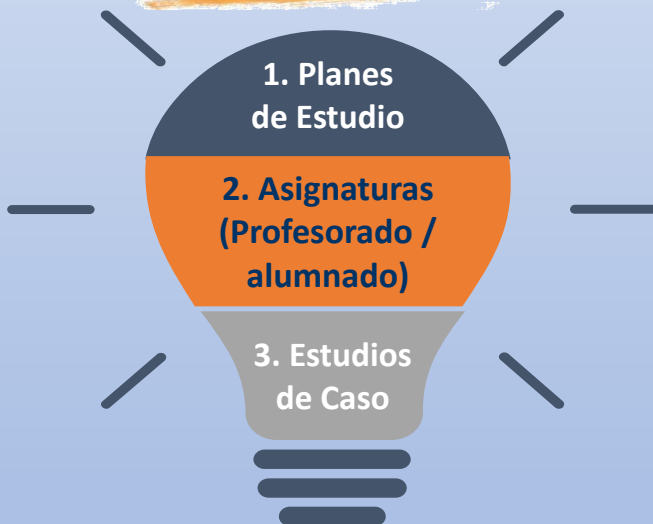 1. Planes
de Estudio
2. Asignaturas
(Profesorado /
alumnado)
3. Estudios
de Caso